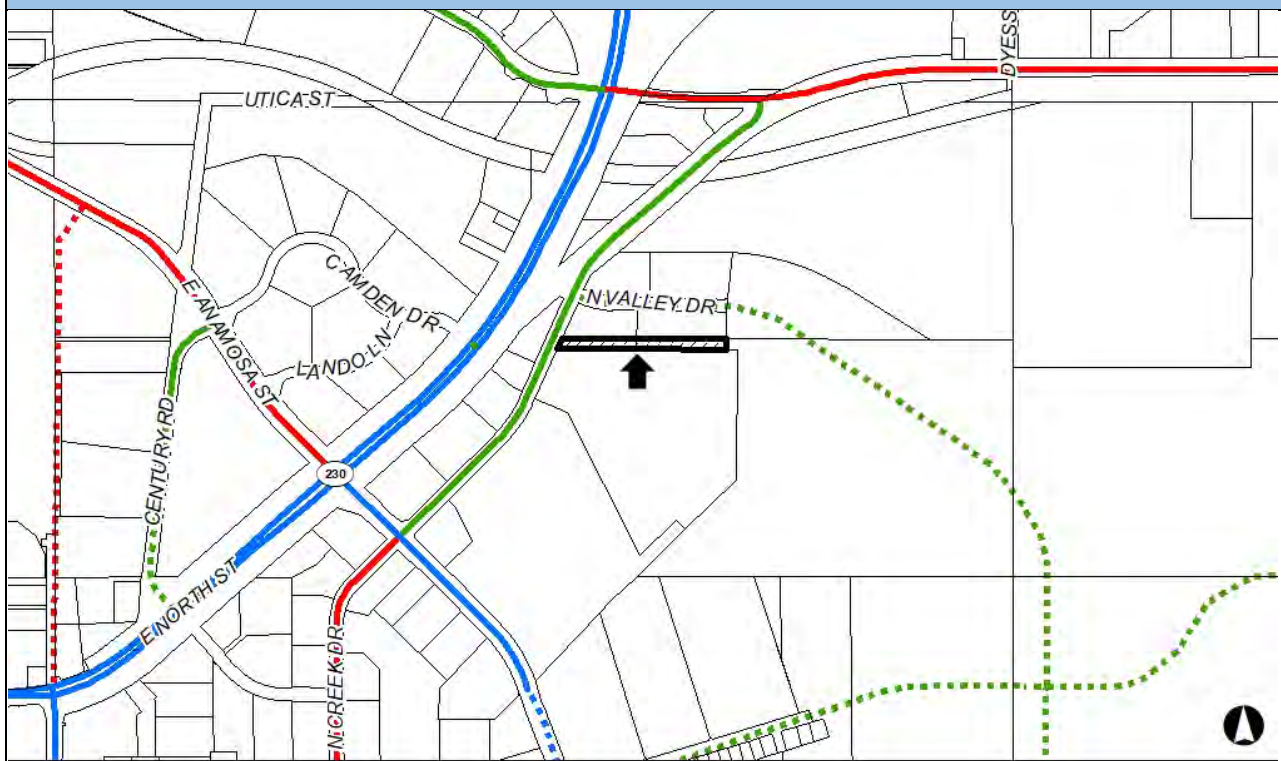 DYESS
UTICA ST
CAMDEN DR
N VALLEY DR
E ANAMOSA ST
LANDO LN
CENTURY RD
230
E NORTH ST
N CREEK DR